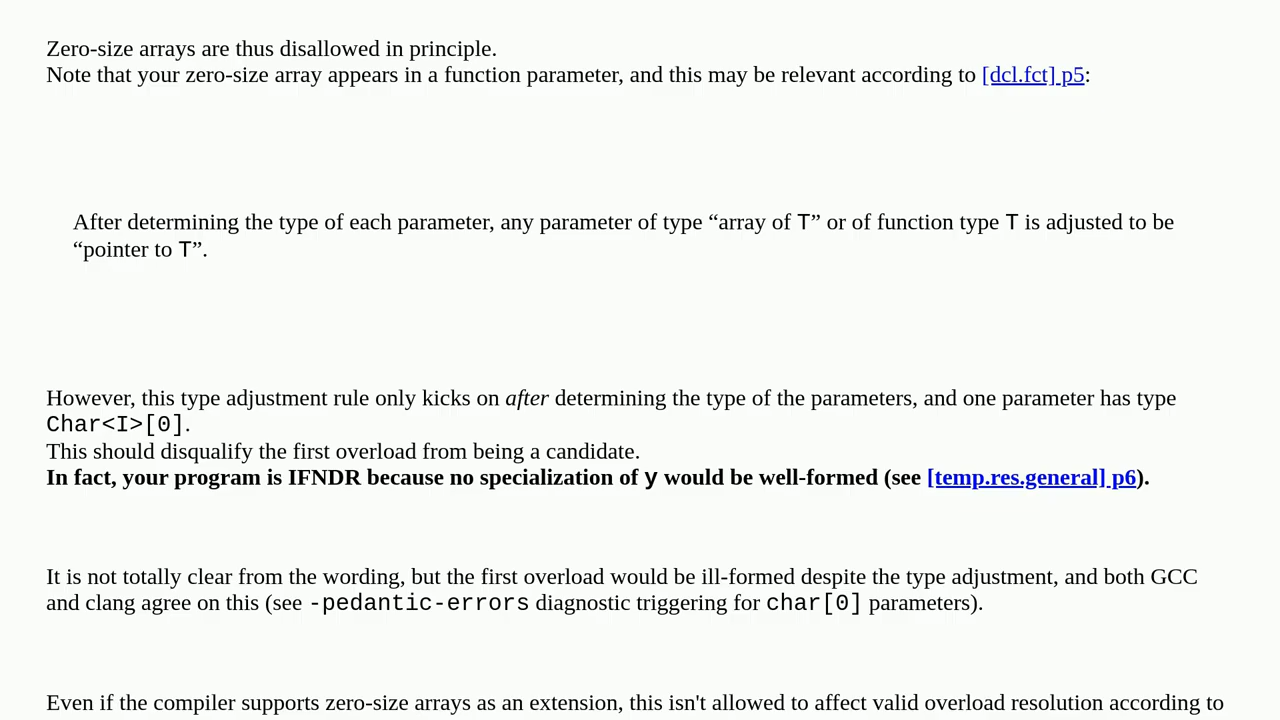 Zero-size arrays are thus disallowed in principle.
Note that your zero-size array appears in a function parameter, and this may be relevant according to [dcl.fct] p5:
After determining the type of each parameter, any parameter of type “array of T” or of function type T is adjusted to be
“pointer to T”.
However, this type adjustment rule only kicks on after determining the type of the parameters, and one parameter has type
Char<I>[0].
This should disqualify the first overload from being a candidate.
In fact, your program is IFNDR because no specialization of y would be well-formed (see [temp.res.general] p6).
It is not totally clear from the wording, but the first overload would be ill-formed despite the type adjustment, and both GCC
and clang agree on this (see -pedantic-errors diagnostic triggering for char[0] parameters).
Even if the compiler supports zero-size arrays as an extension, this isn't allowed to affect valid overload resolution according to